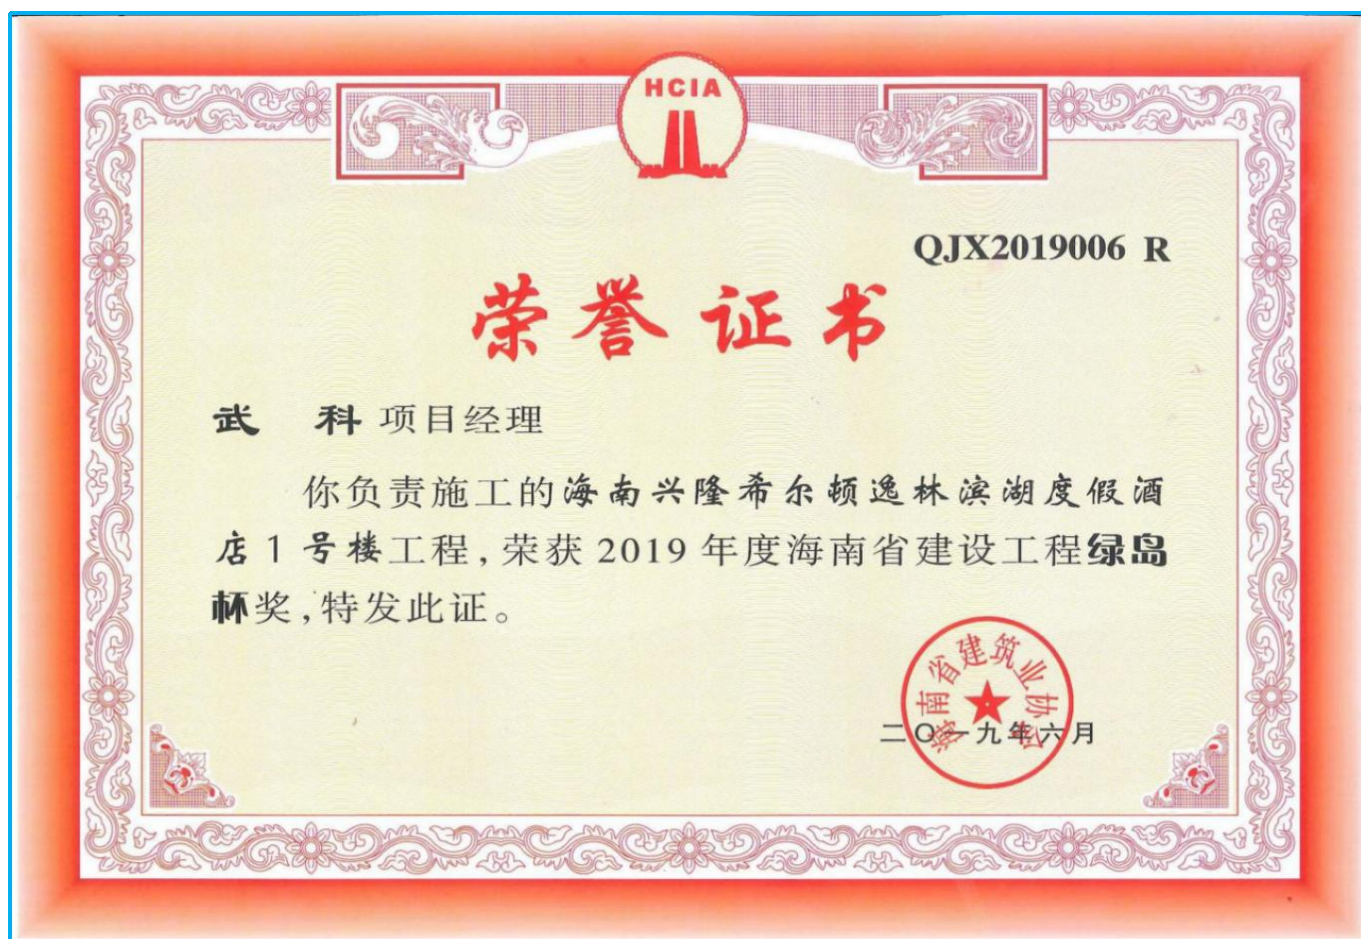 HCIA
QJX2019006 R
荣誉证书
武 科 项目经理
你负责施工的海南兴隆希尔顿逸林滨湖度假酒
店1号楼工程,荣获2019年度海南省建设工程绿岛
杯奖,特发此证。
海南省建筑业协会
二〇一九年六月